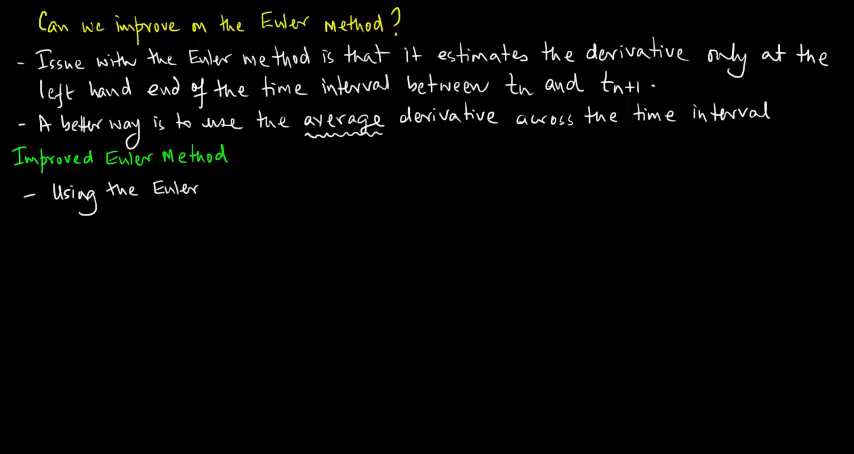 Can we improve on the Euler method?
- Issue with the Euler method is that it estimates the derivative only at the
left hand end of the time interval between tn and tn+1.
- A better way is to use the average derivative across the time interval
Improved Euler Method
- Using the Euler